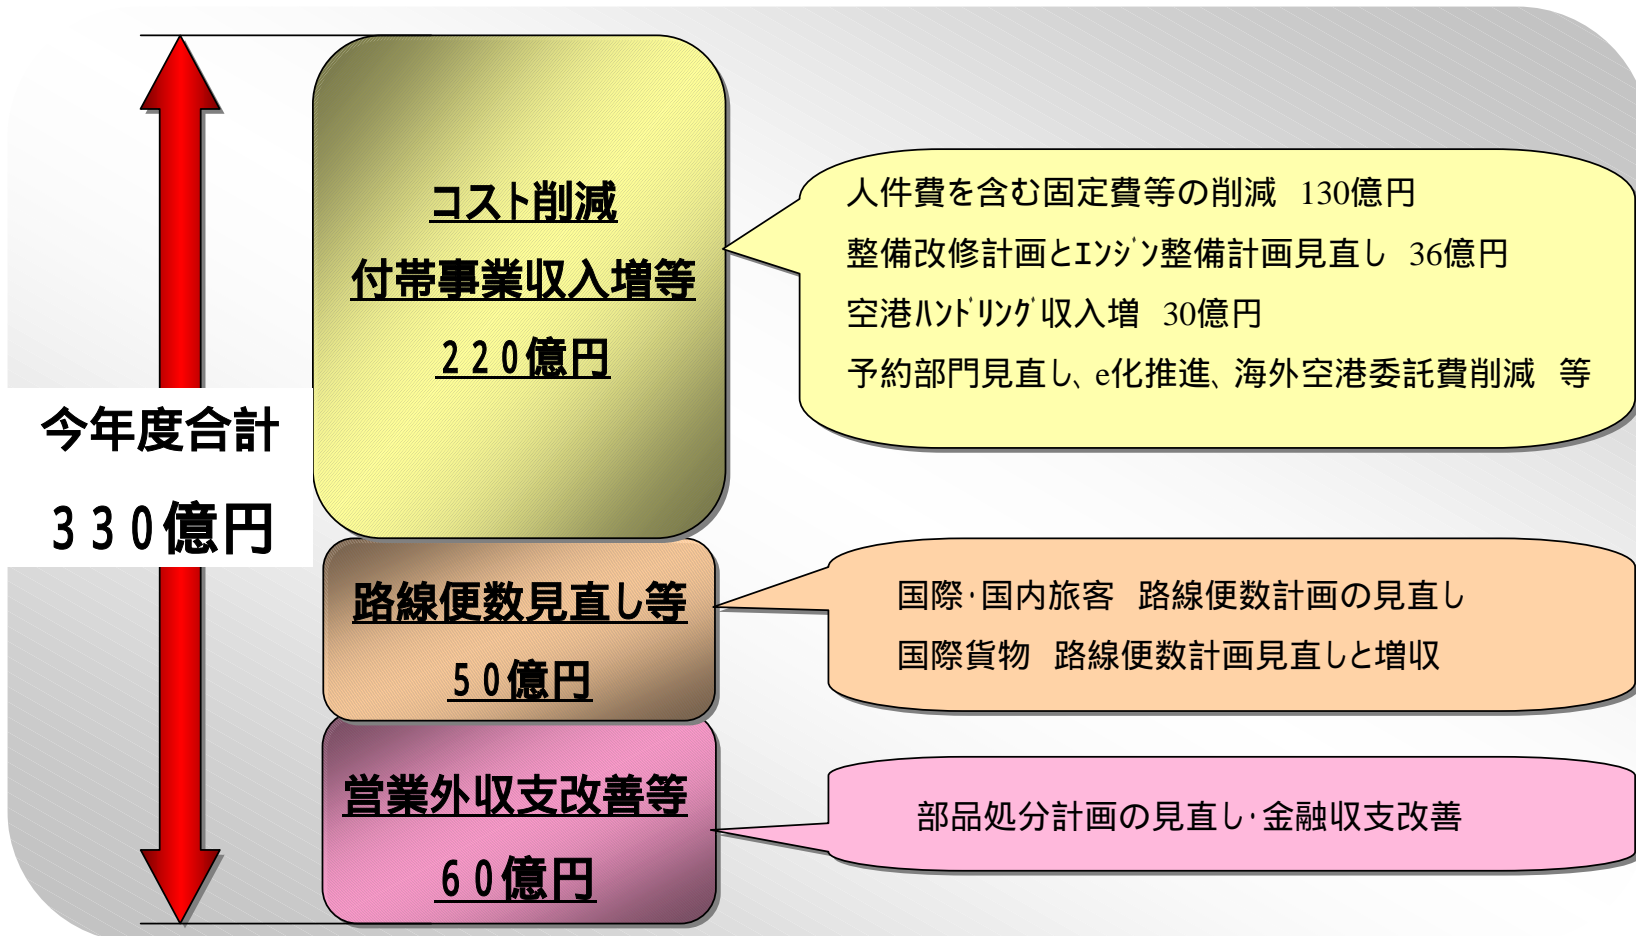 コスト削減
付帯事業収入増等
220億円
人件費を含む固定費等の削減 130億円
整備改修計画とｴﾝｼﾞﾝ整備計画見直し 36億円
空港ﾊﾝﾄﾞﾘﾝｸﾞ収入増 30億円
予約部門見直し、e化推進、海外空港委託費削減 等
今年度合計
330億円
路線便数見直し等
50億円
国際･国内旅客 路線便数計画の見直し
国際貨物 路線便数計画見直しと増収
営業外収支改善等
60億円
部品処分計画の見直し･金融収支改善